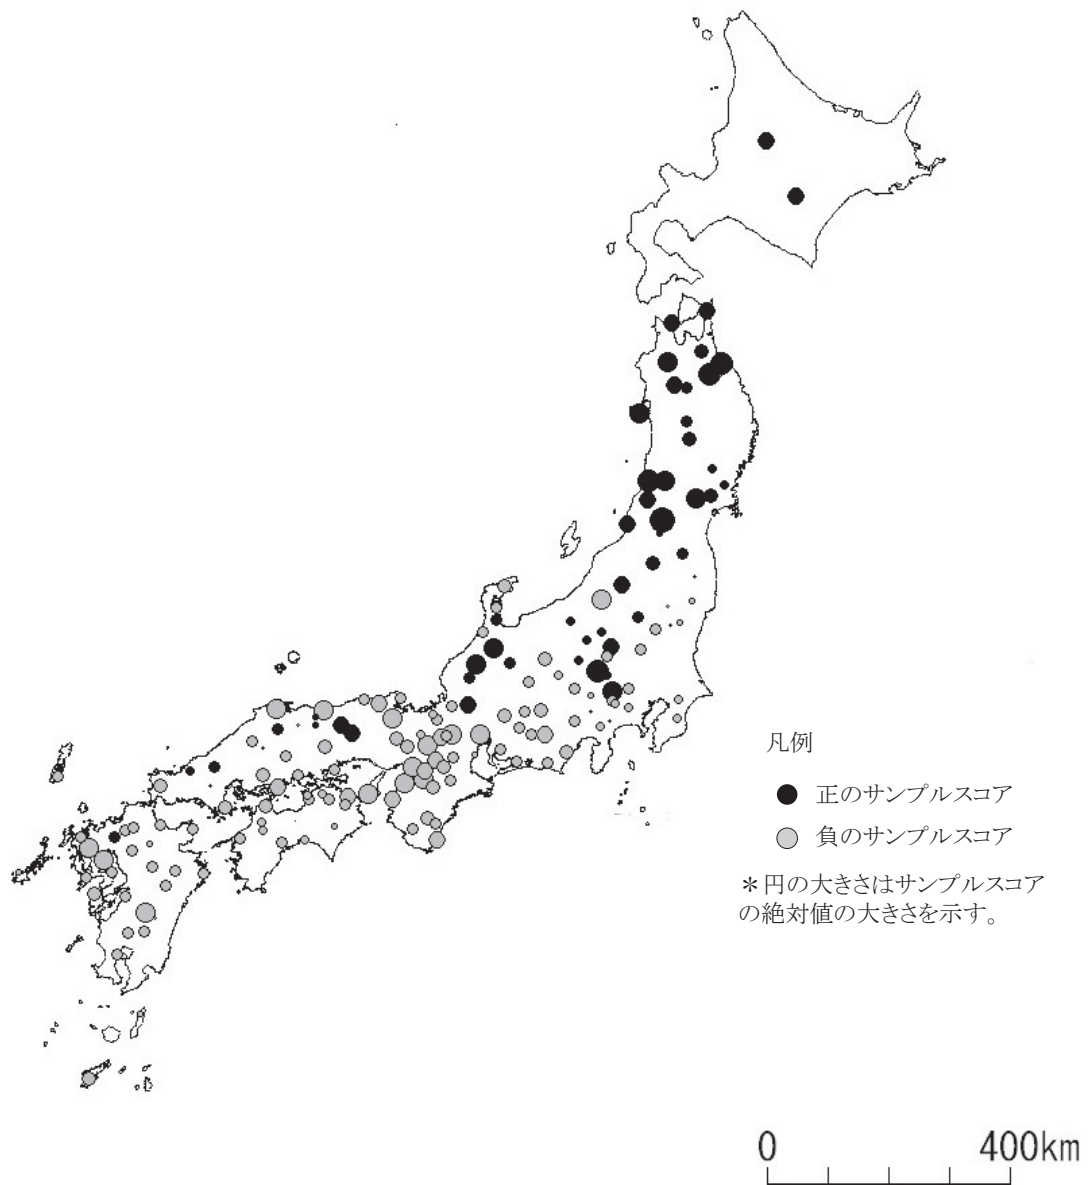 凡例
正のサンプルスコア
負のサンプルスコア
＊円の大きさはサンプルスコア
の絶対値の大きさを示す。
0 400km